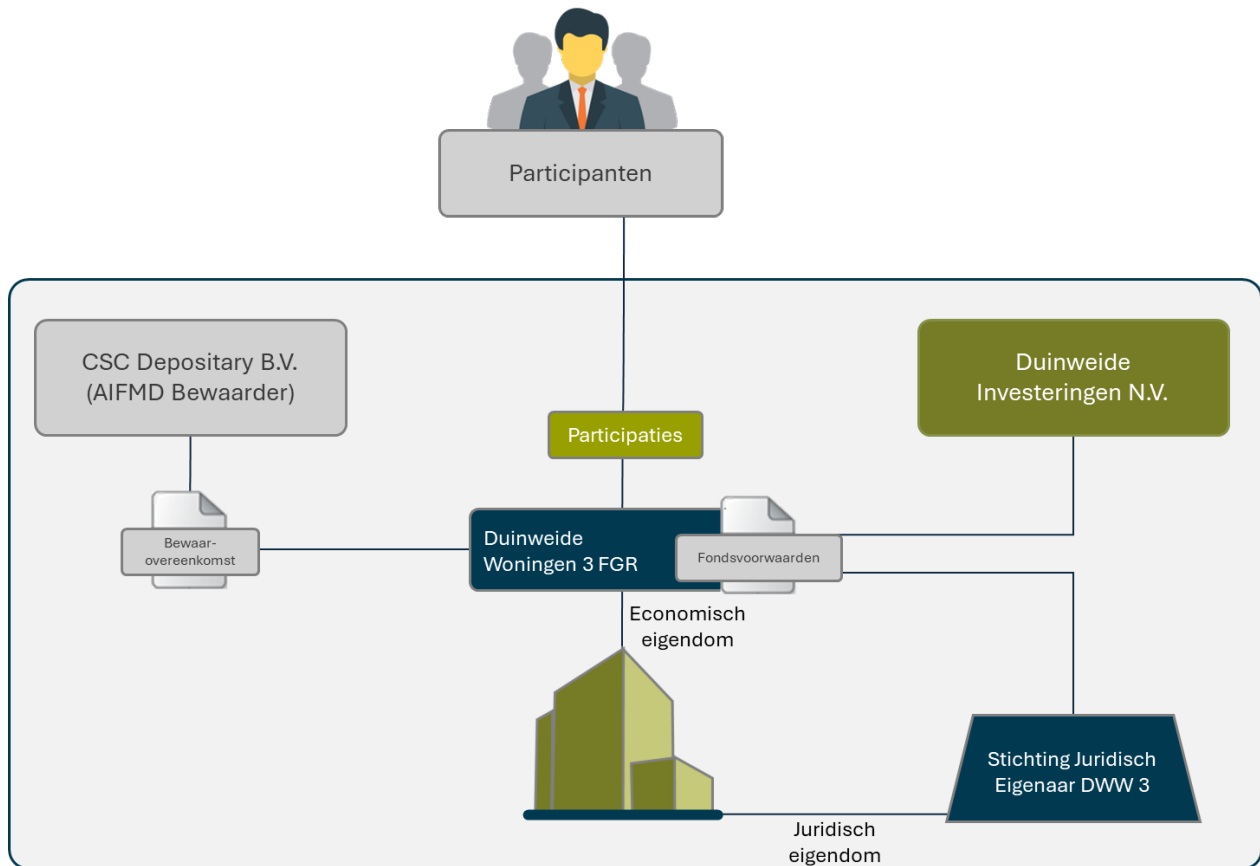 Participanten
CSC Depositary B.V.
(AIFMD Bewaarder)
Duinweide
Investeringen N.V.
Participaties
Bewaar-
overeenkomst
Duinweide
Woningen 3 FGR
Fondsvoorwaarden
Economisch
eigendom
Stichting Juridisch
Eigenaar DWW 3
Juridisch
eigendom